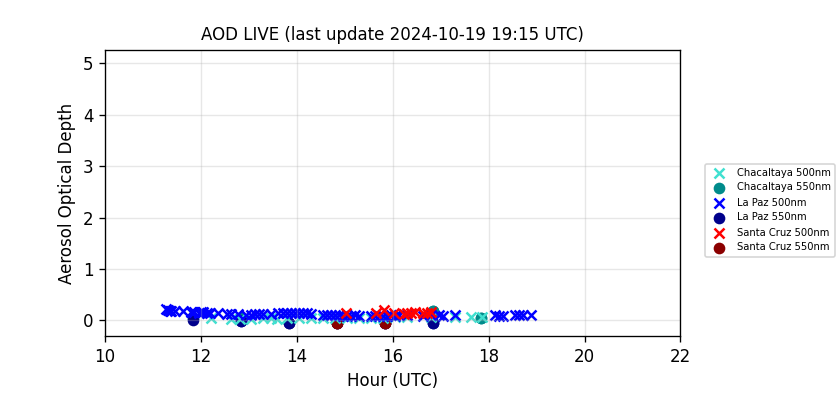 AOD LIVE (last update 2024-10-19 19:15 UTC)
Aerosol Optical Depth
5
4
3
2
1
0
10 12 14 16 18 20 22
Hour (UTC)
Chacaltaya 500nm
Chacaltaya 550nm
La Paz 500nm
La Paz 550nm
Santa Cruz 500nm
Santa Cruz 550nm